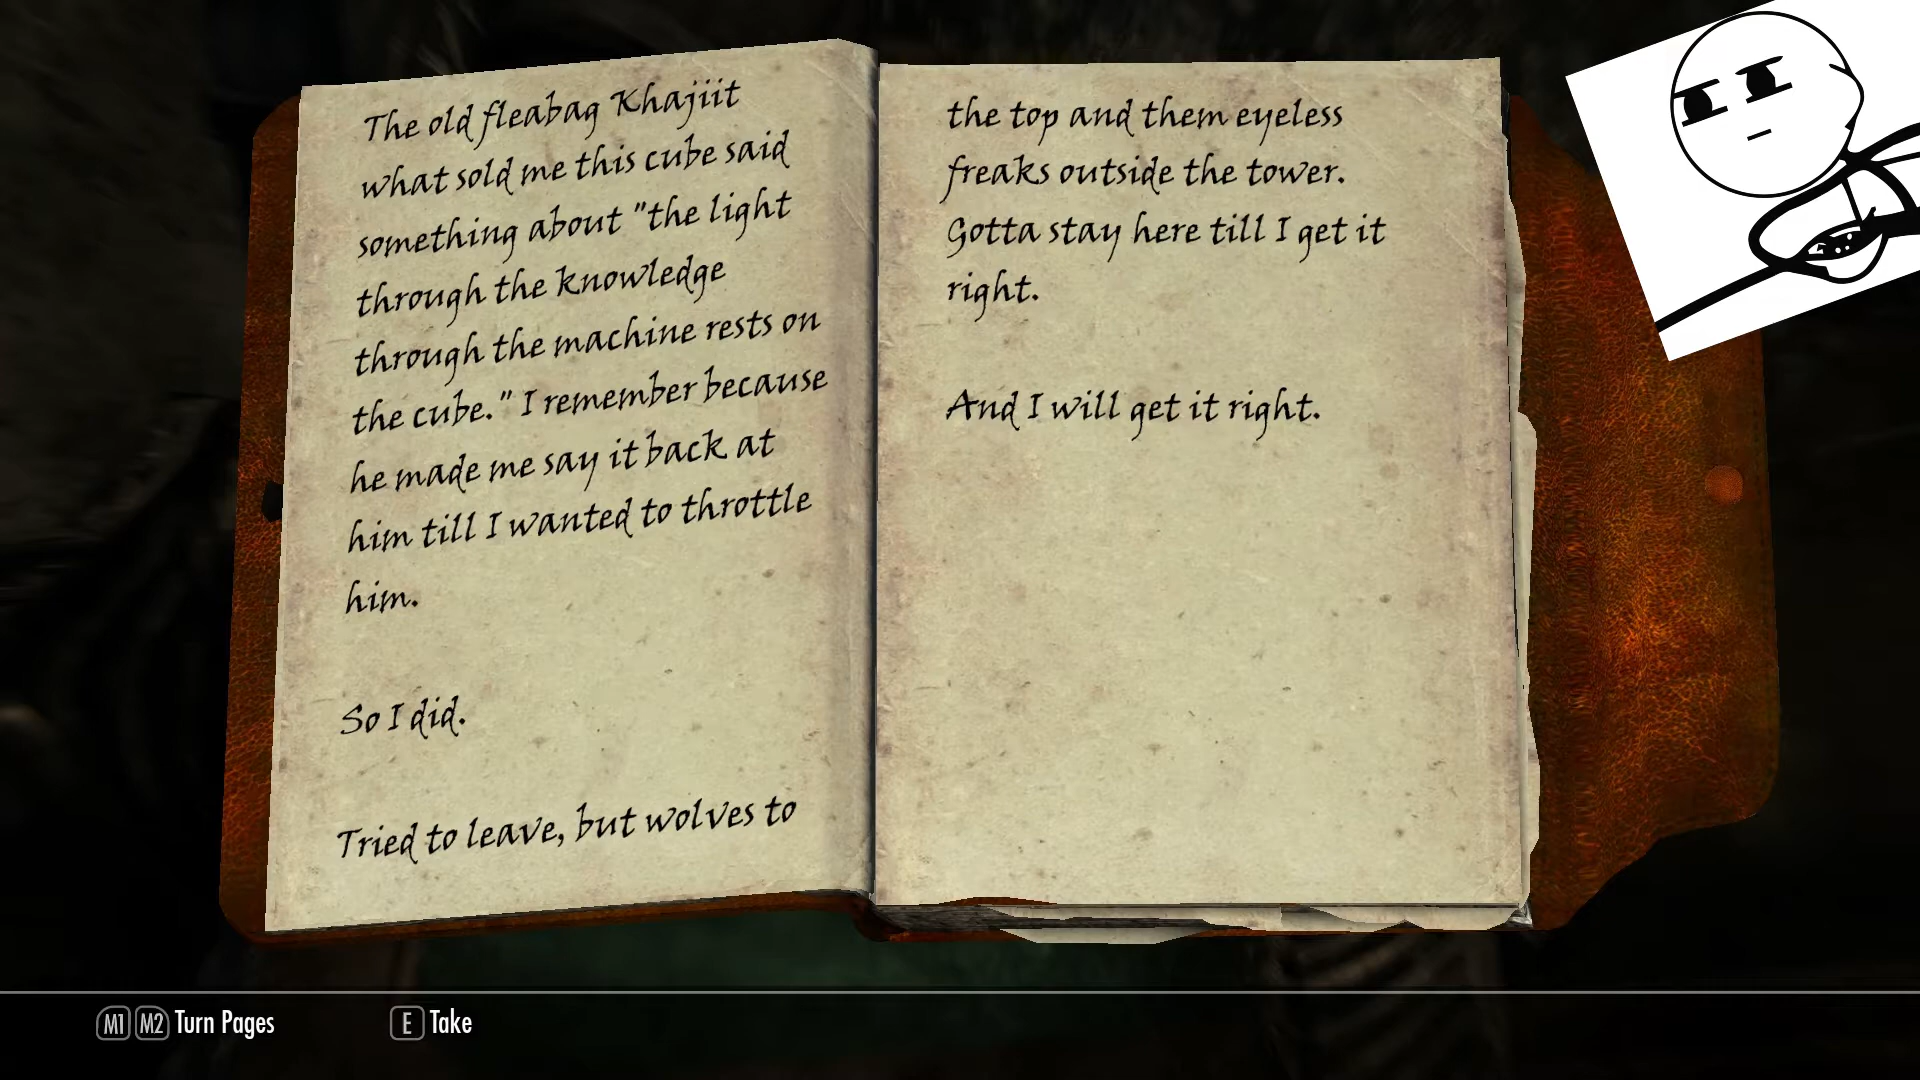 The old fleabag Khajiit
what sold me this cube said
something about "the light
through the knowledge
through the machine rests on
the cube." I remember because
he made me say it back at
him till I wanted to throttle
him.
So I did.
Tried to leave, but wolves to
the top and them eyeless
freaks outside the tower.
Gotta stay here till I get it
right.
And I will get it right.
M1 M2 Turn Pages
E Take